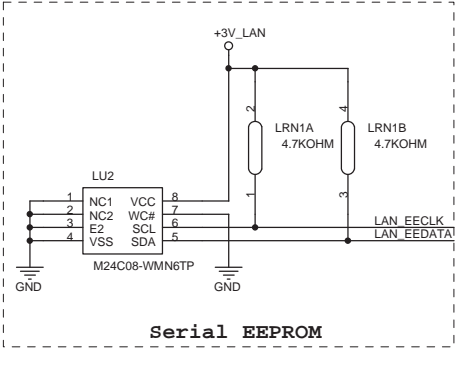 +3V_LAN
2
4
LRN1A
LRN1B
4.7KOHM
4.7KOHM
LU2
1
3
1 NC1 VCC 8
2 NC2 WC# 7
3 E2 SCL 6
4 VSS SDA 5
LAN_EECLK
LAN_EEDATA
M24C08-WMN6TP
GND
GND
Serial EEPROM